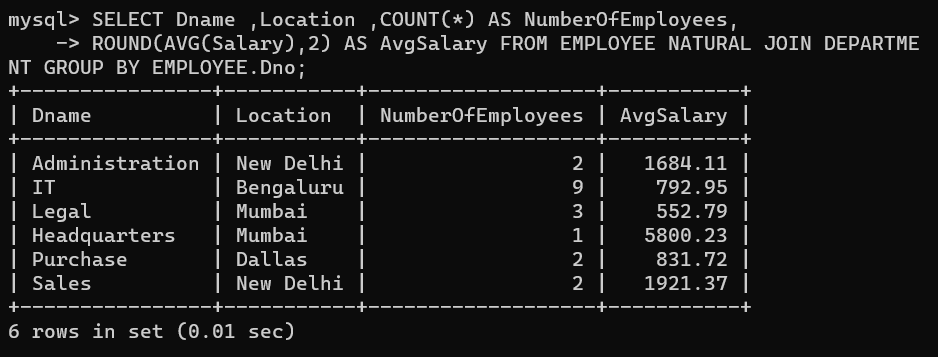 mysql> SELECT Dname ,Location ,COUNT(*) AS NumberOfEmployees,
    -> ROUND(AVG(Salary),2) AS AvgSalary FROM EMPLOYEE NATURAL JOIN DEPARTME
NT GROUP BY EMPLOYEE.Dno;
+----------------+-----------+-------------------+-----------+
| Dname          | Location  | NumberOfEmployees | AvgSalary |
+----------------+-----------+-------------------+-----------+
| Administration | New Delhi |                 2 |   1684.11 |
| IT             | Bengaluru |                 9 |    792.95 |
| Legal          | Mumbai    |                 3 |    552.79 |
| Headquarters   | Mumbai    |                 1 |   5800.23 |
| Purchase       | Dallas    |                 2 |    831.72 |
| Sales          | New Delhi |                 2 |   1921.37 |
+----------------+-----------+-------------------+-----------+
6 rows in set (0.01 sec)